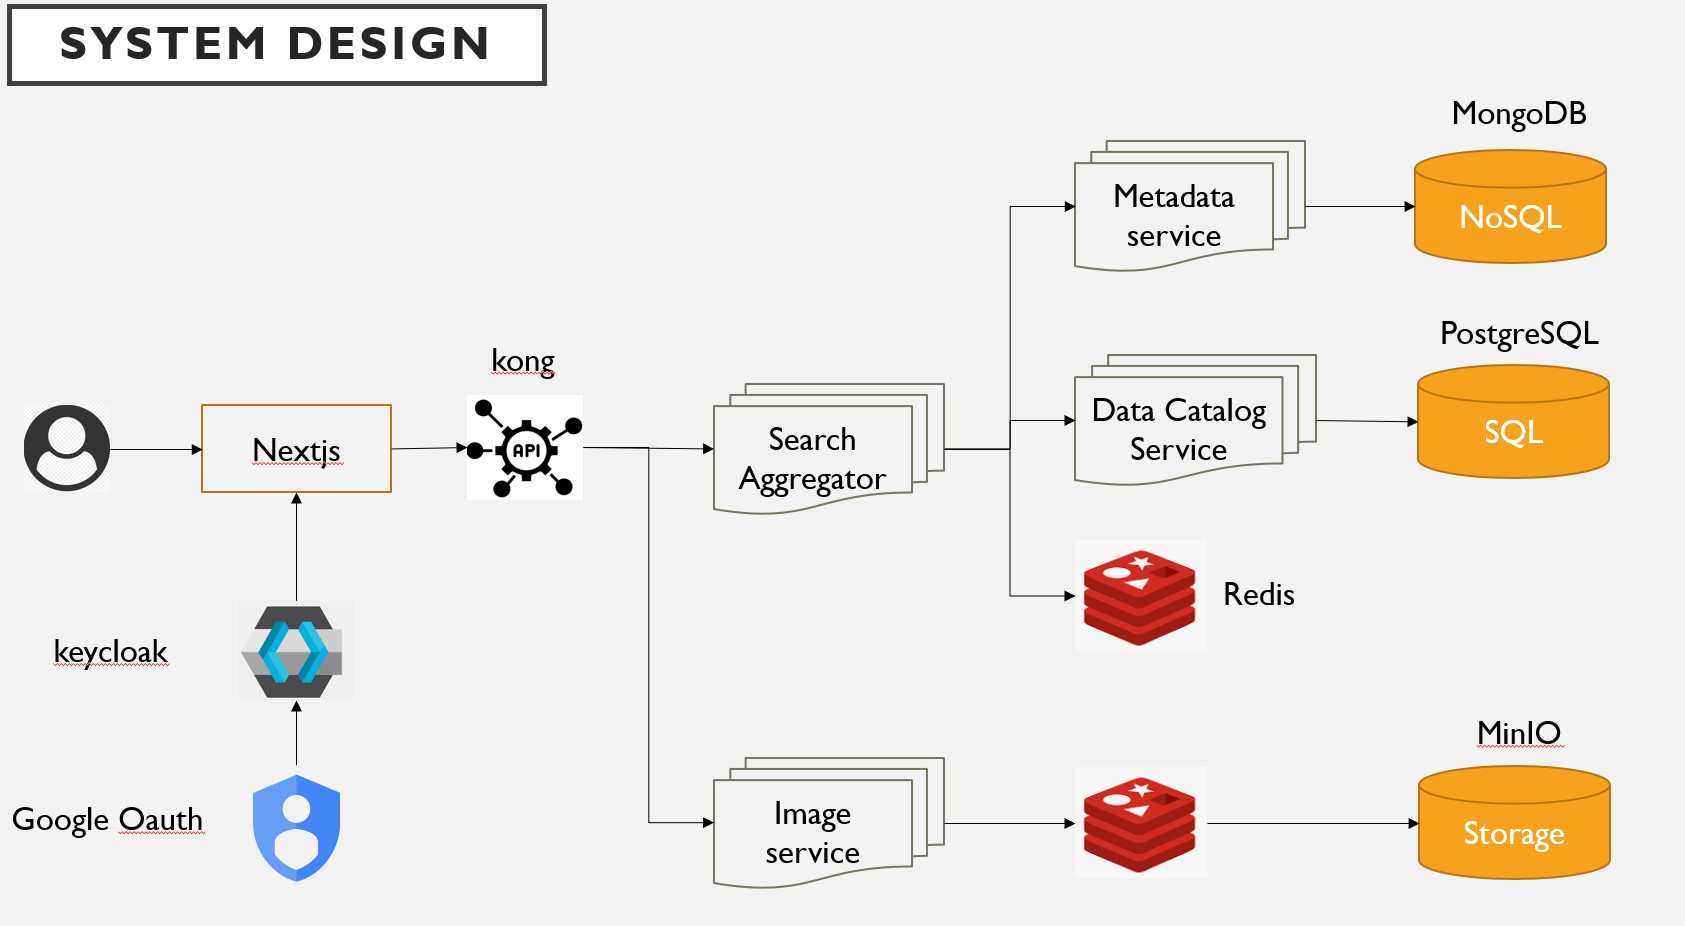 SYSTEM DESIGN
MongoDB
Metadata
service
NoSQL
PostgreSQL
kong
Nextjs
API
Search
Aggregator
Data Catalog
Service
SQL
Redis
keycloak
MinIO
Google Oauth
Image
service
Storage